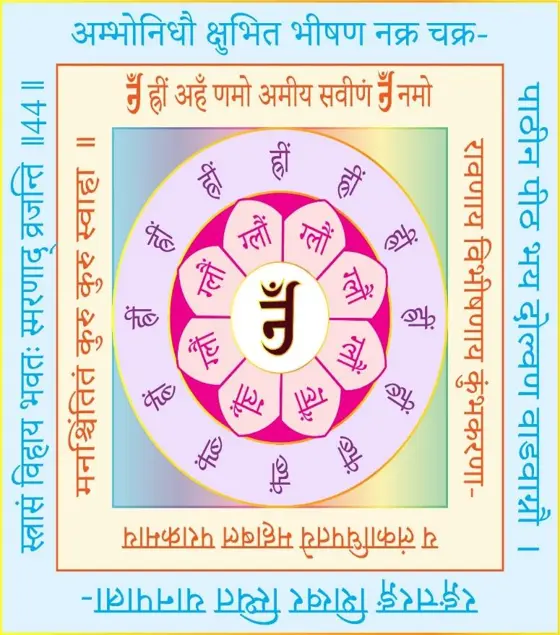 अम्भोनिधौ क्षुभित भीषण नक्र चक्र-
पाठीन पीठ भय दोल्वण वाडवाग्नौ ।
रङ्गत्तरङ्ग शिखर स्थित यानपात्रा-
स्त्रासं विहाय भवतः स्मरणाद् व्रजन्ति ॥44॥
ॐ ह्रीं अर्हँ णमो अमीय सवीणं ॐ नमो
रावणाय विभीषणाय कुंभकरणा-
य लंकाधिपतये महाबल पराक्रमाय
मनश्चिंतितं कुरु कुरु स्वाहा ॥
ह्रीं ह्रीं ह्रीं ह्रीं ह्रीं ह्रीं ह्रीं ह्रीं ह्रीं ह्रीं ह्रीं ह्रीं
ग्लौं ग्लौं ग्लौं ग्लौं ग्लौं ग्लौं ग्लौं ग्लौं
ॐ